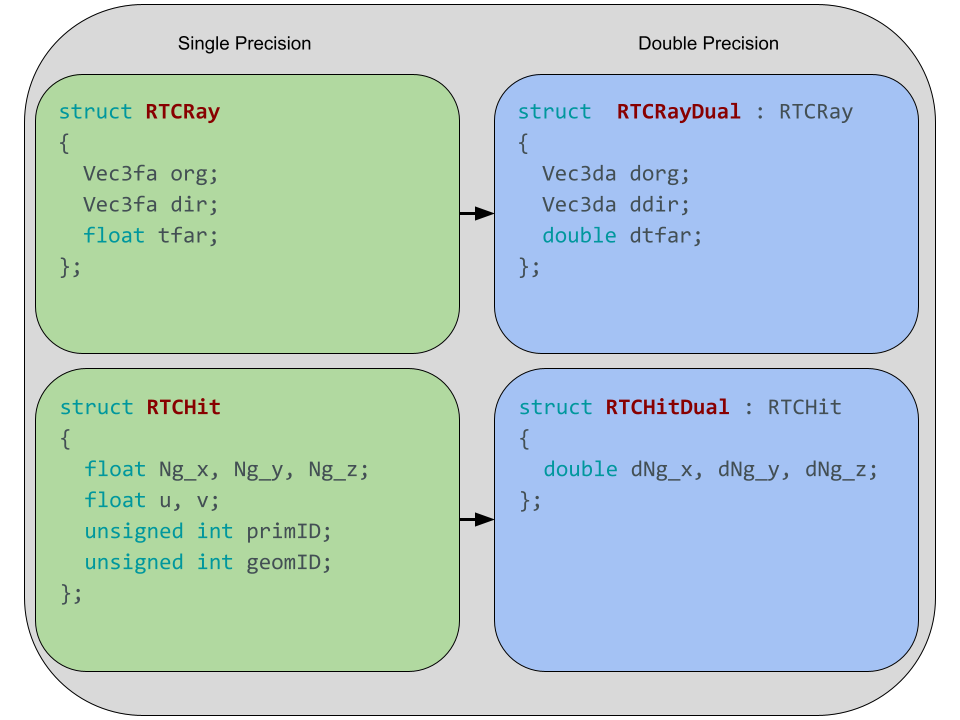 Single Precision
Double Precision
struct RTCRay
{
  Vec3fa org;
  Vec3fa dir;
  float tfar;
};
struct  RTCRayDual : RTCRay
{
  Vec3da dorg;
  Vec3da ddir;
  double dtfar;
};
struct RTCHit
{
  float Ng_x, Ng_y, Ng_z;
  float u, v;
  unsigned int primID;
  unsigned int geomID;
};
struct RTCHitDual : RTCHit
{
  double dNg_x, dNg_y, dNg_z;
};